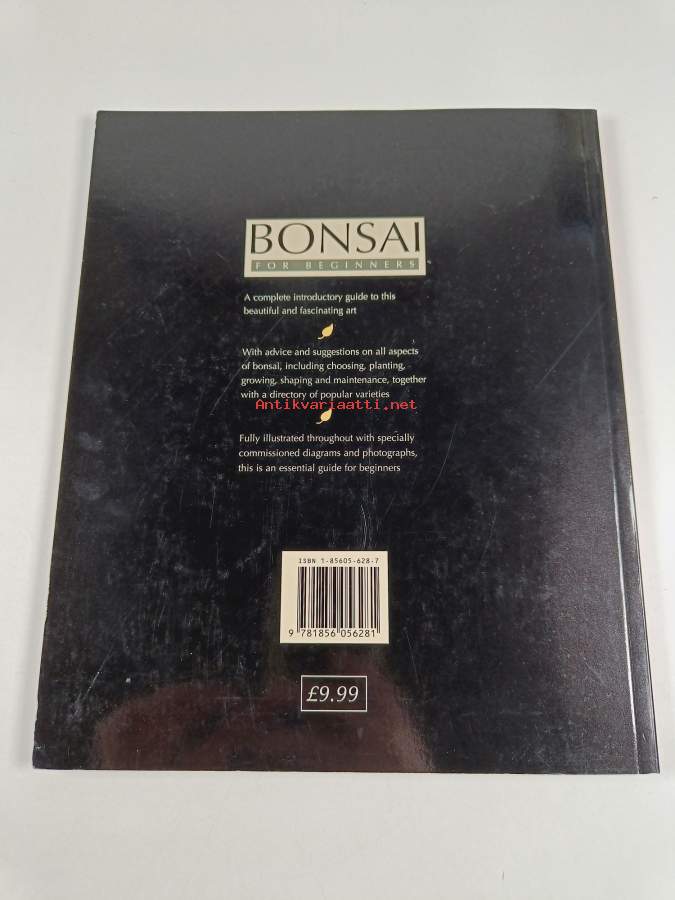 BONSAI
FOR BEGINNERS
A complete introductory guide to this
beautiful and fascinating art
With advice and suggestions on all aspects
of bonsai, including choosing, planting,
growing, shaping and maintenance, together
with a directory of popular varieties
Antikvariaatti.net
Fully illustrated throughout with specially
commissioned diagrams and photographs,
this is an essential guide for beginners
ISBN 1-85605-628-7
9 781856 056281
£9.99